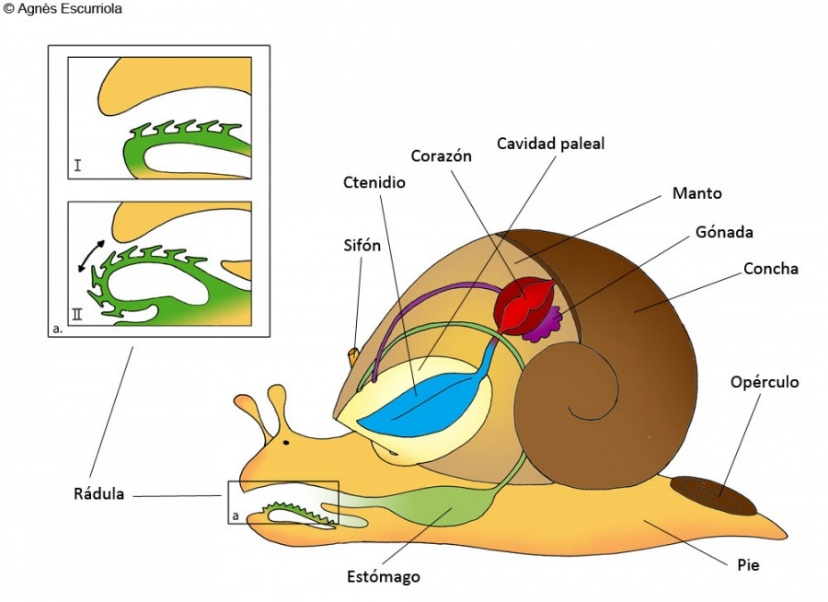 © Agnès Escurriola
I
II
a.
Cavidad paleal
Corazón
Ctenidio
Manto
Gónada
Sifón
Concha
Opérculo
Rádula
a
Estómago
Pie